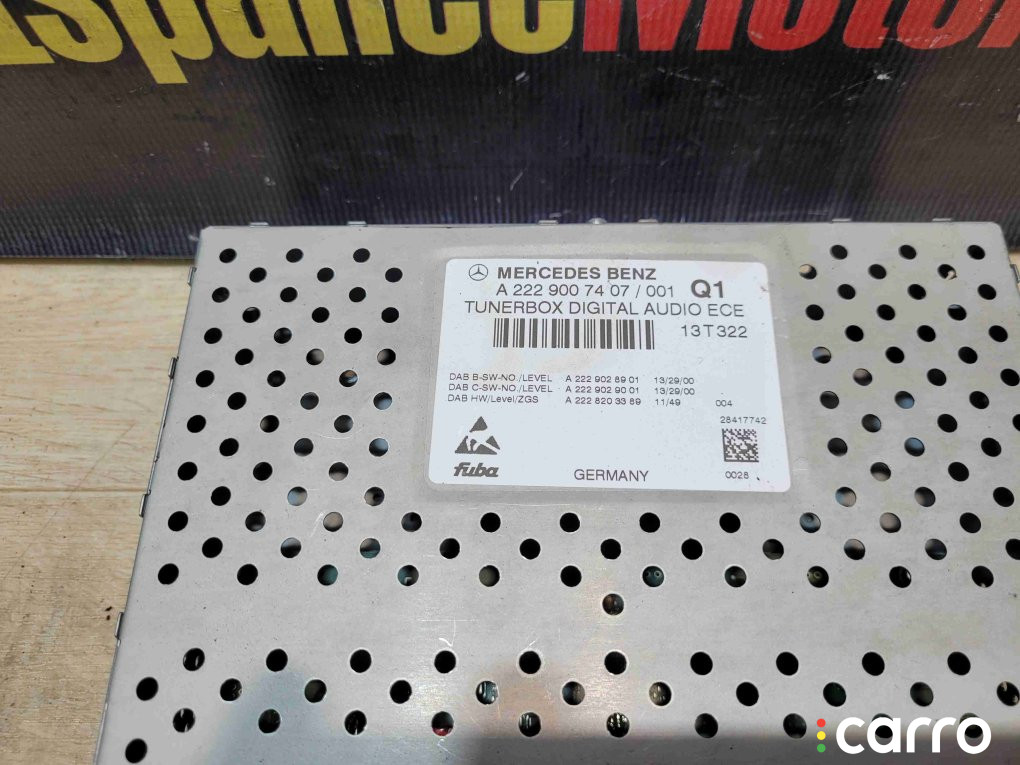 MERCEDES BENZ
A 222 900 74 07 / 001 Q1
TUNERBOX DIGITAL AUDIO ECE
13T322
DAB B-SW-NO./LEVEL A 222 902 89 01 13/29/00
DAB C-SW-NO./LEVEL A 222 902 90 01 13/29/00
DAB HW/Level/ZGS A 222 820 33 89 11/49 004
28417742
fuba
GERMANY
0028
carro